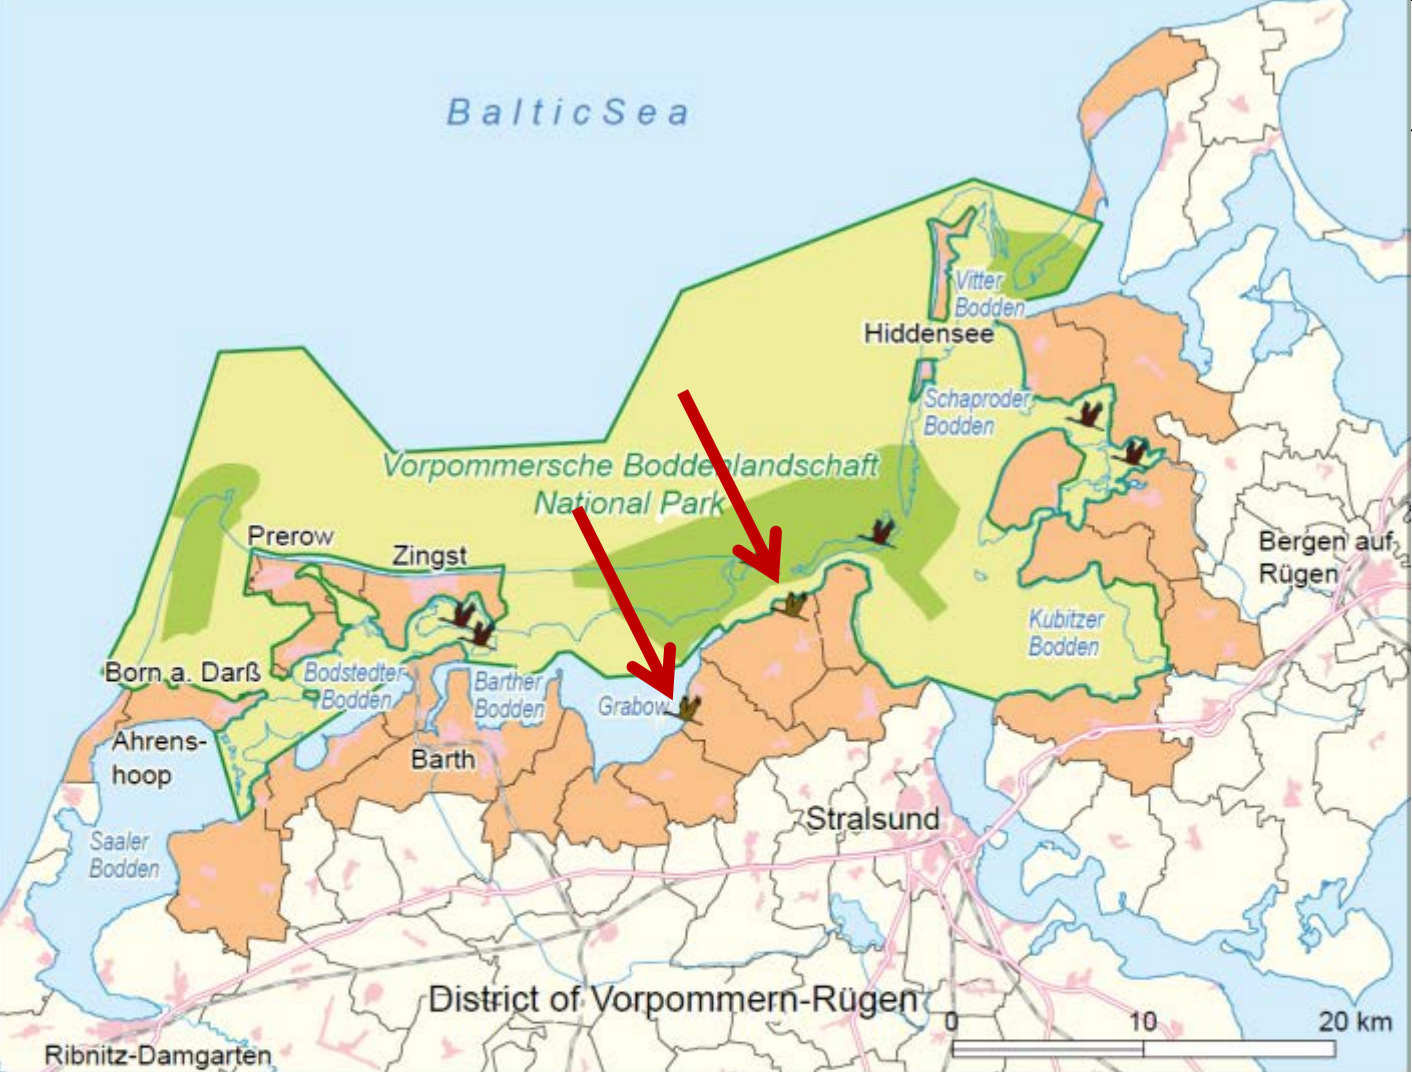 BalticSea
Vitter
Bodden
Hiddensee
Schaproder
Bodden
Vorpommersche Boddenlandschaft
National Park
Prerow
Zingst
Bergen auf
Rügen
Kubitzer
Bodden
Born a. Darß
Bodstedter
Bodden
Barther
Bodden
Grabow
Ahrens-
hoop
Barth
Stralsund
Saaler
Bodden
District of Vorpommern-Rügen
0 10 20 km
Ribnitz-Damgarten